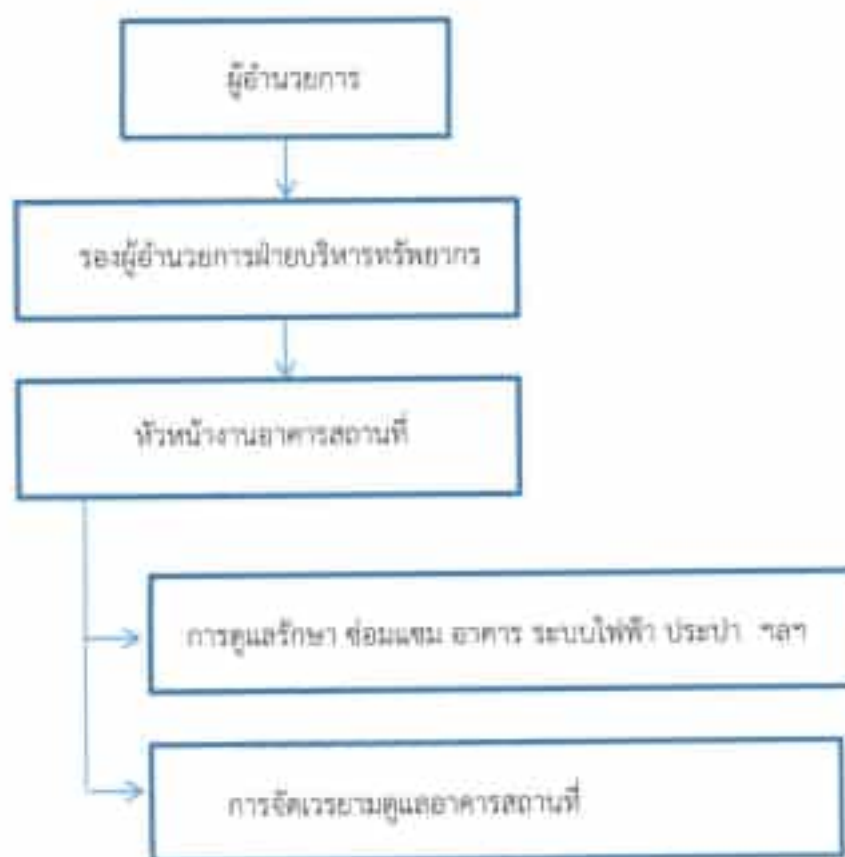 ผู้อำนวยการ
รองผู้อำนวยการฝ่ายบริหารทรัพยากร
หัวหน้างานอาคารสถานที่
การดูแลรักษา ซ่อมแซม อาคาร ระบบไฟฟ้า ประปา ฯลฯ
การจัดเวรยามดูแลอาคารสถานที่